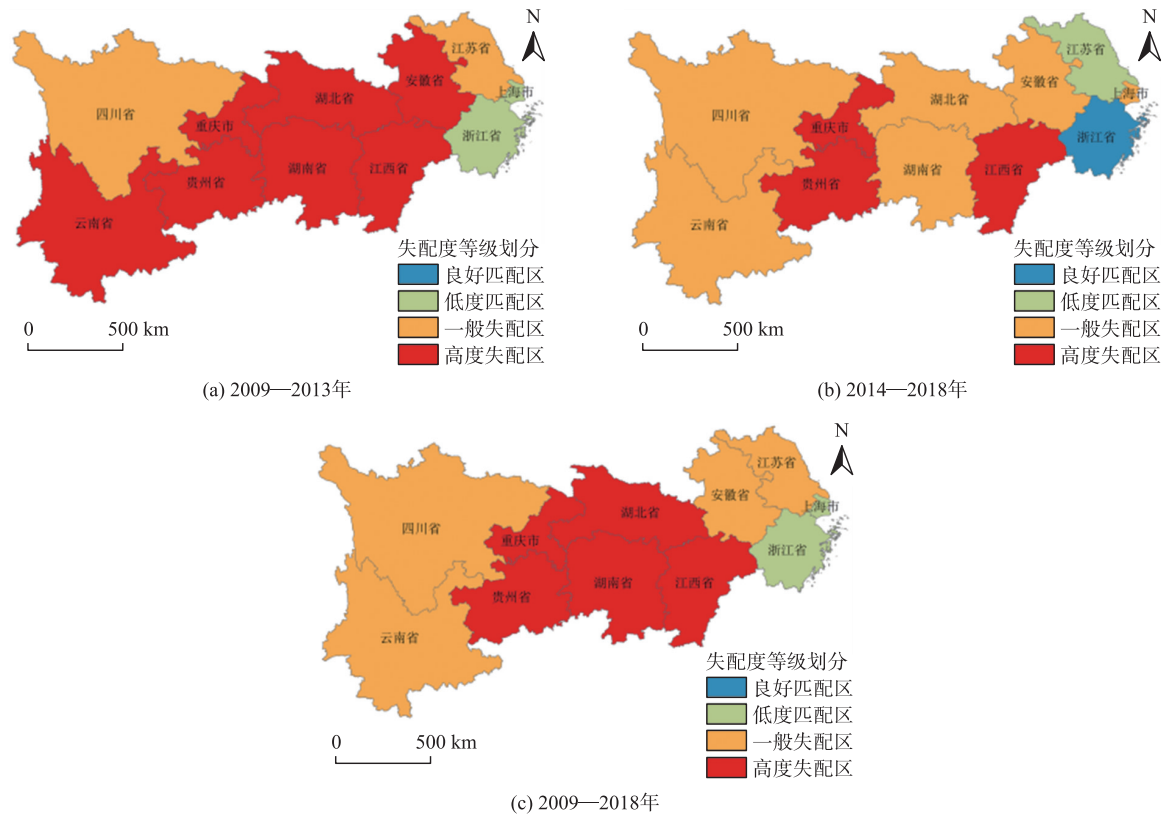 N
江苏省
安徽省
上海市
四川省
湖北省
重庆市
浙江省
湖南省
江西省
贵州省
云南省
失配度等级划分
良好匹配区
低度匹配区
一般失配区
高度失配区
0 500 km
(a) 2009—2013年
N
江苏省
安徽省
上海市
四川省
湖北省
重庆市
浙江省
湖南省
江西省
贵州省
云南省
失配度等级划分
良好匹配区
低度匹配区
一般失配区
高度失配区
0 500 km
(b) 2014—2018年
N
江苏省
安徽省
上海市
四川省
湖北省
重庆市
浙江省
湖南省
江西省
贵州省
云南省
失配度等级划分
良好匹配区
低度匹配区
一般失配区
高度失配区
0 500 km
(c) 2009—2018年